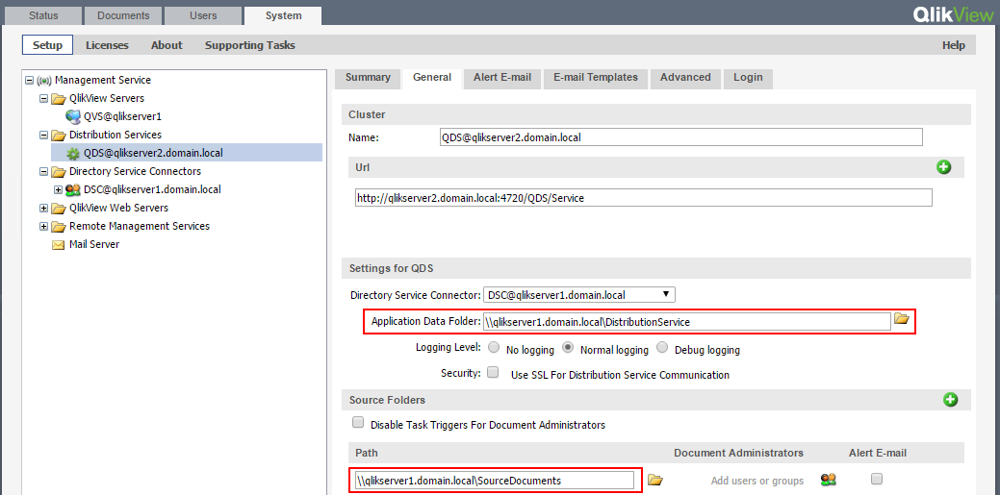 Status Documents Users System QlikView
Setup Licenses About Supporting Tasks Help
Management Service
QlikView Servers
QVS@qlikserver1
Distribution Services
QDS@qlikserver2.domain.local
Directory Service Connectors
DSC@qlikserver1.domain.local
QlikView Web Servers
Remote Management Services
Mail Server
Summary General Alert E-mail E-mail Templates Advanced Login
Cluster
Name: QDS@qlikserver2.domain.local
Url
http://qlikserver2.domain.local:4720/QDS/Service
Settings for QDS
Directory Service Connector: DSC@qlikserver1.domain.local
Application Data Folder: \\qlikserver1.domain.local\DistributionService
Logging Level: No logging Normal logging Debug logging
Security: Use SSL For Distribution Service Communication
Source Folders
Disable Task Triggers For Document Administrators
Path Document Administrators Alert E-mail
\\qlikserver1.domain.local\SourceDocuments Add users or groups